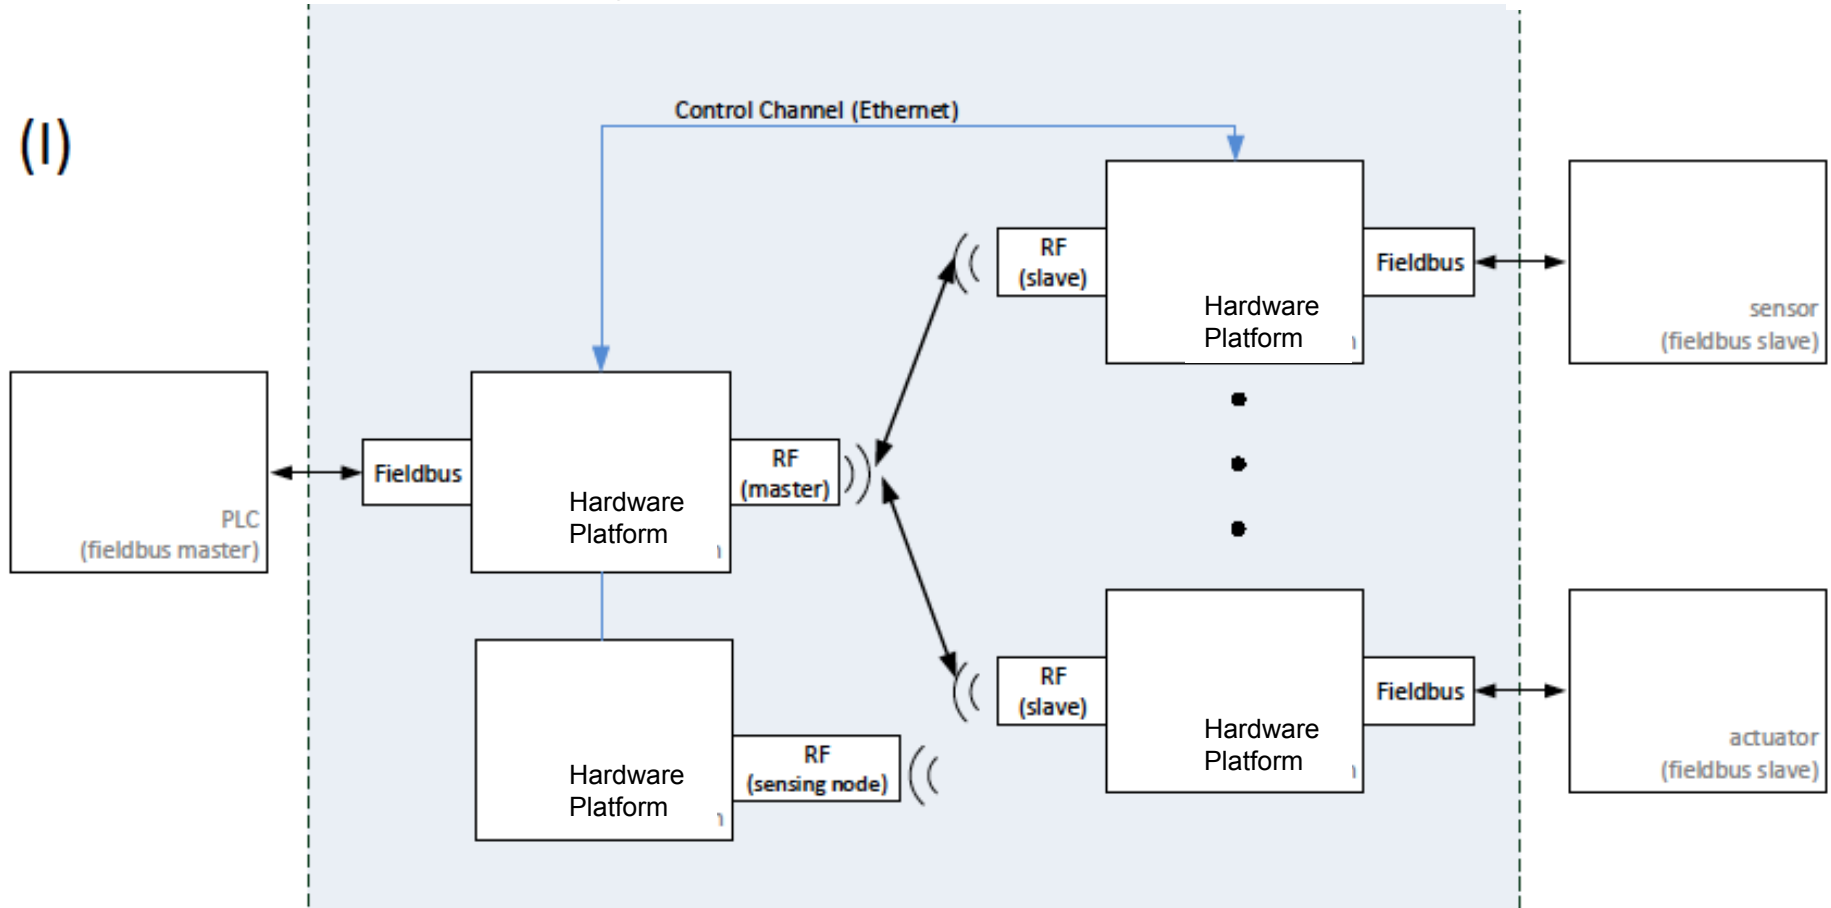 Control Channel (Ethernet)
(I)
RF
(slave)
Fieldbus
Hardware
Platform
sensor
(fieldbus slave)
Fieldbus
RF
(master)
Hardware
Platform
PLC
(fieldbus master)
RF
(slave)
Fieldbus
Hardware
Platform
actuator
(fieldbus slave)
RF
(sensing node)
Hardware
Platform